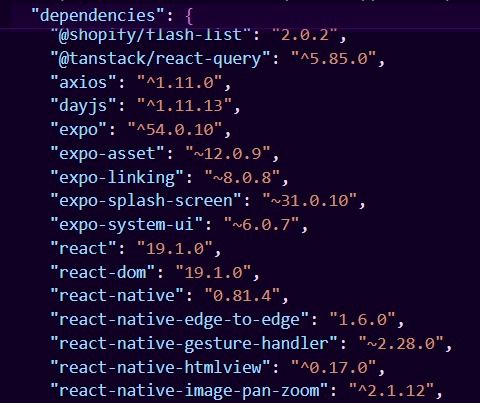 "dependencies": {
"@shopify/flash-list": "2.0.2",
"@tanstack/react-query": "^5.85.0",
"axios": "^1.11.0",
"dayjs": "^1.11.13",
"expo": "^54.0.10",
"expo-asset": "~12.0.9",
"expo-linking": "~8.0.8",
"expo-splash-screen": "~31.0.10",
"expo-system-ui": "~6.0.7",
"react": "19.1.0",
"react-dom": "19.1.0",
"react-native": "0.81.4",
"react-native-edge-to-edge": "1.6.0",
"react-native-gesture-handler": "~2.28.0",
"react-native-htmlview": "^0.17.0",
"react-native-image-pan-zoom": "^2.1.12",